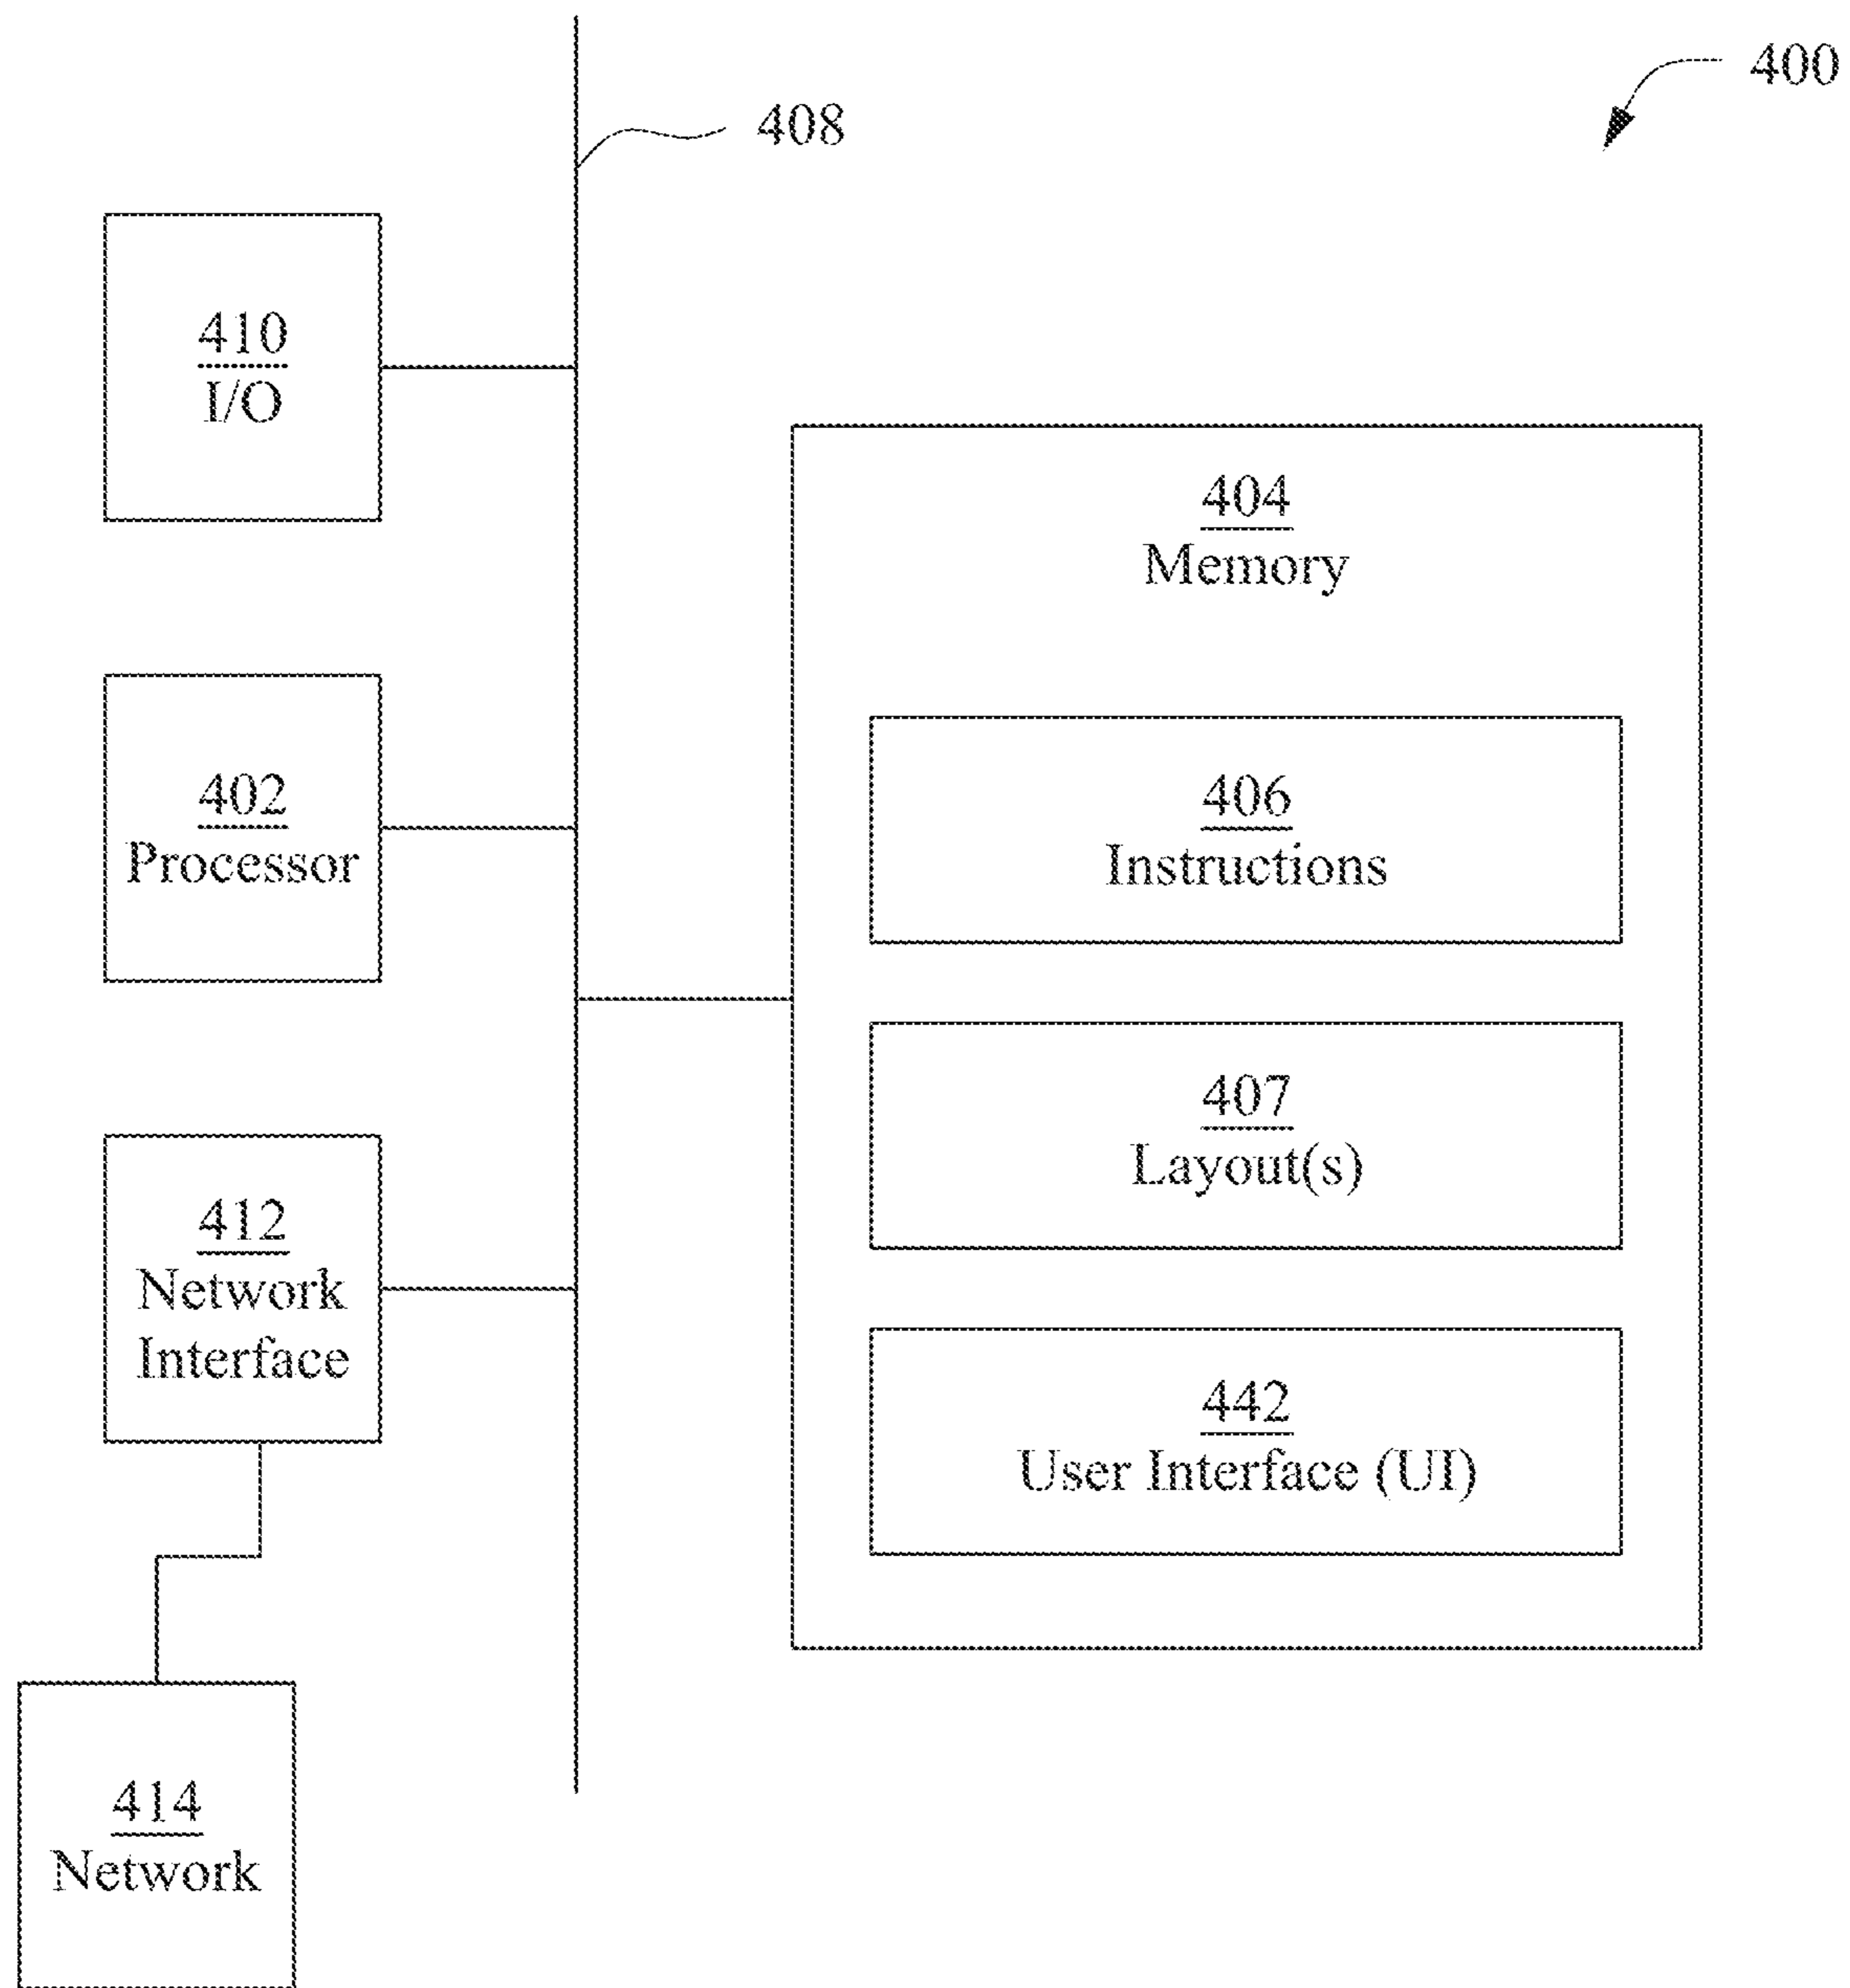 400
408
410
I/O
404
Memory
402
Processor
406
Instructions
407
Layout(s)
412
Network
Interface
442
User Interface (UI)
414
Network